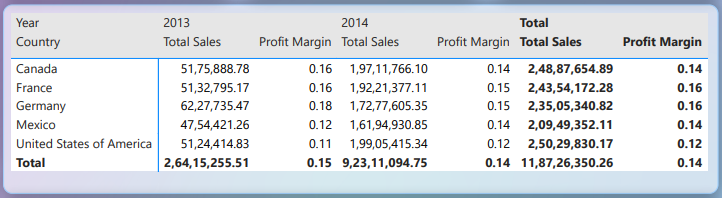 Year 2013 2014 Total
Country Total Sales Profit Margin Total Sales Profit Margin Total Sales Profit Margin
Canada 51,75,888.78 0.16 1,97,11,766.10 0.14 2,48,87,654.89 0.14
France 51,32,795.17 0.16 1,92,21,377.11 0.15 2,43,54,172.28 0.16
Germany 62,27,735.47 0.18 1,72,77,605.35 0.15 2,35,05,340.82 0.16
Mexico 47,54,421.26 0.12 1,61,94,930.85 0.14 2,09,49,352.11 0.14
United States of America 51,24,414.83 0.11 1,99,05,415.34 0.12 2,50,29,830.17 0.12
Total 2,64,15,255.51 0.15 9,23,11,094.75 0.14 11,87,26,350.26 0.14